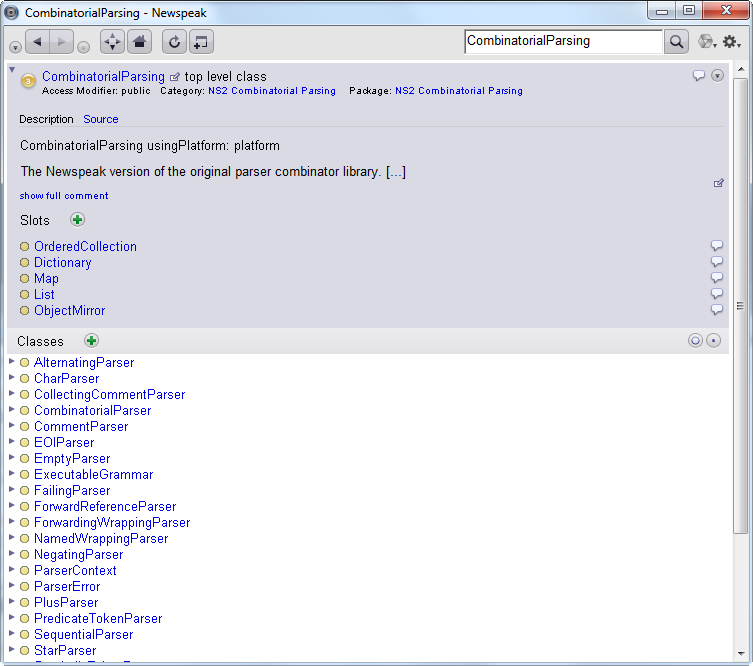 CombinatorialParsing - Newspeak
CombinatorialParsing
CombinatorialParsing top level class
Access Modifier: public Category: NS2 Combinatorial Parsing Package: NS2 Combinatorial Parsing
Description Source
CombinatorialParsing usingPlatform: platform
The Newspeak version of the original parser combinator library. [...]
show full comment
Slots
OrderedCollection
Dictionary
Map
List
ObjectMirror
Classes
AlternatingParser
CharParser
CollectingCommentParser
CombinatorialParser
CommentParser
EOIParser
EmptyParser
ExecutableGrammar
FailingParser
ForwardReferenceParser
ForwardingWrappingParser
NamedWrappingParser
NegatingParser
ParserContext
ParserError
PlusParser
PredicateTokenParser
SequentialParser
StarParser